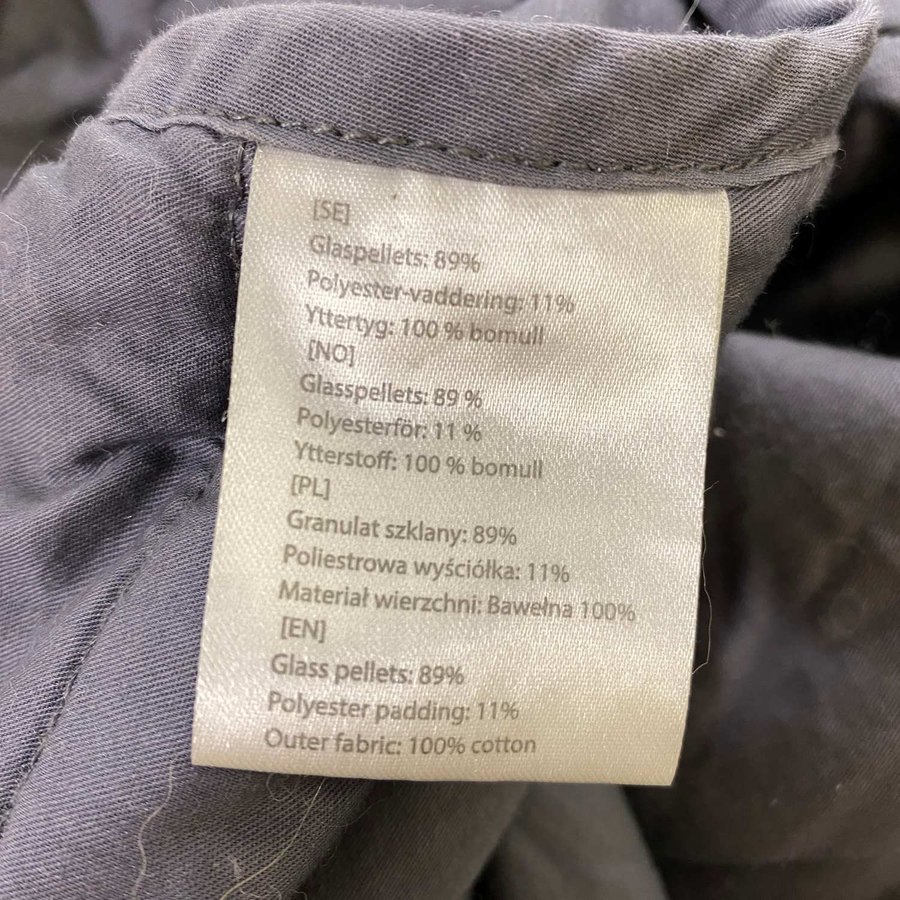 [SE]
Glaspellets: 89%
Polyester-vaddering: 11%
Yttertyg: 100 % bomull
[NO]
Glasspellets: 89 %
Polyesterför: 11 %
Ytterstoff: 100 % bomull
[PL]
Granulat szklany: 89%
Poliestrowa wyściółka: 11%
Materiał wierzchni: Bawełna 100%
[EN]
Glass pellets: 89%
Polyester padding: 11%
Outer fabric: 100% cotton